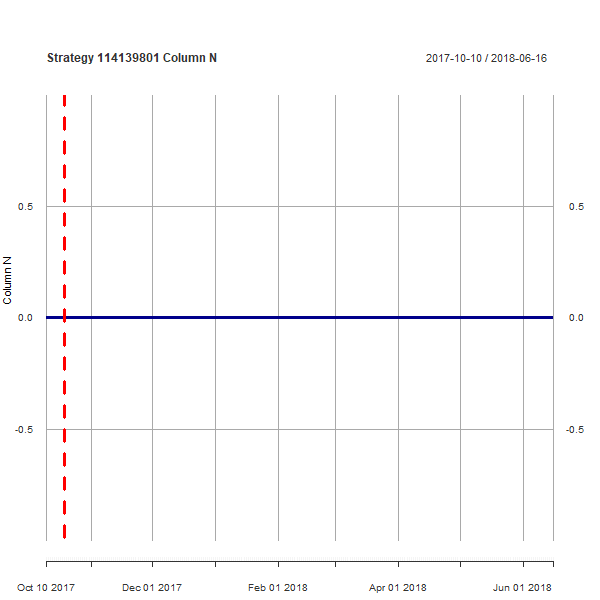 Strategy 114139801 Column N
2017-10-10 / 2018-06-16
0.5
0.5
Column N
0.0
0.0
-0.5
-0.5
Oct 10 2017
Dec 01 2017
Feb 01 2018
Apr 01 2018
Jun 01 2018